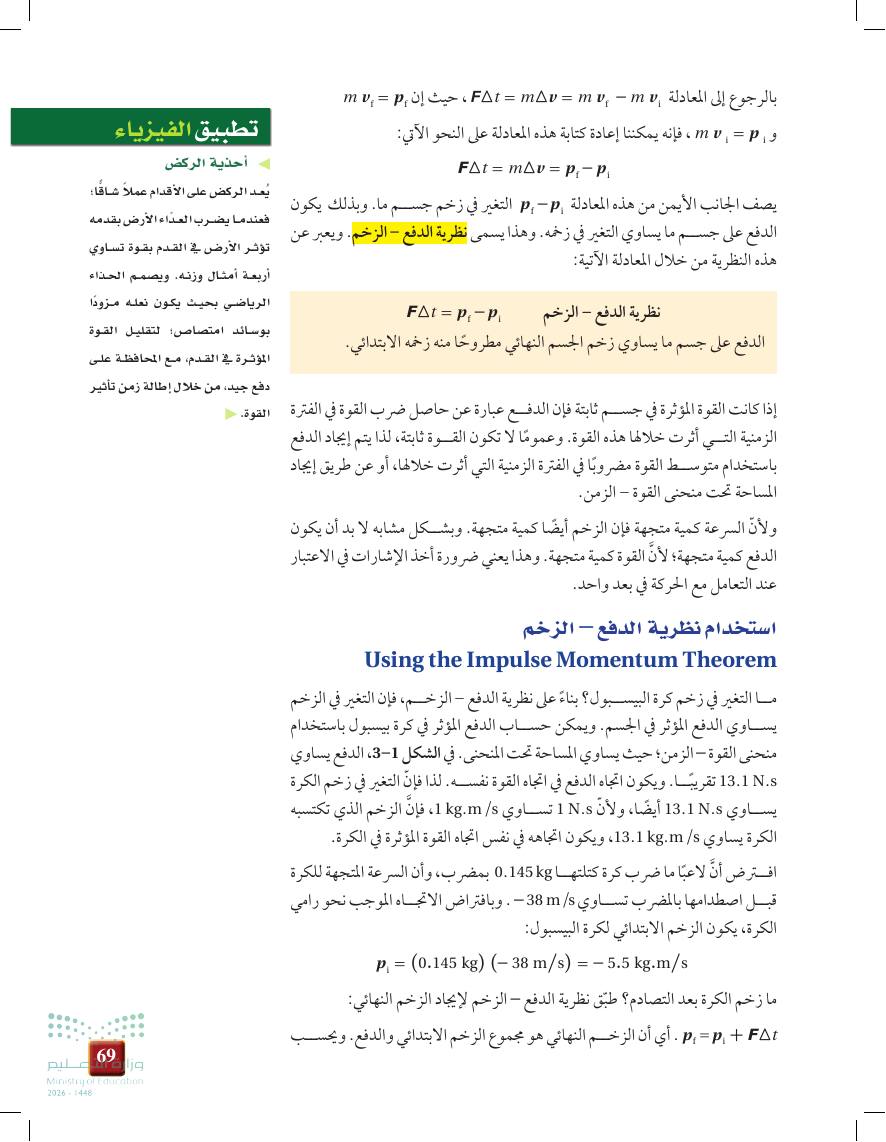 بالرجوع إلى المعادلة FΔt = mΔv = m vf − m vi ، حيث إن m vf = pf
و m vi = pi ، فإنه يمكننا إعادة كتابة هذه المعادلة على النحو الآتي:
FΔt = mΔv = pf − pi
يصف الجانب الأيمن من هذه المعادلة pf − pi التغير في زخم جسم ما. وبذلك يكون
الدفع على جسم ما يساوي التغير في زخمه. وهذا يسمى نظرية الدفع – الزخم. ويعبر عن
هذه النظرية من خلال المعادلة الآتية:
نظرية الدفع – الزخم FΔt = pf − pi
الدفع على جسم ما يساوي زخم الجسم النهائي مطروحًا منه زخمه الابتدائي.
إذا كانت القوة المؤثرة في جسم ثابتة فإن الدفع عبارة عن حاصل ضرب القوة في الفترة
الزمنية التي أثرت خلالها هذه القوة. وعمومًا لا تكون القوة ثابتة، لذا يتم إيجاد الدفع
باستخدام متوسط القوة مضروبًا في الفترة الزمنية التي أثرت خلالها، أو عن طريق إيجاد
المساحة تحت منحنى القوة – الزمن.
ولأنّ السرعة كمية متجهة فإن الزخم أيضًا كمية متجهة. وبشكل مشابه لا بد أن يكون
الدفع كمية متجهة؛ لأنَّ القوة كمية متجهة. وهذا يعني ضرورة أخذ الإشارات في الاعتبار
عند التعامل مع الحركة في بعد واحد.
استخدام نظرية الدفع – الزخم
Using the Impulse Momentum Theorem
ما التغير في زخم كرة البيسبول؟ بناءً على نظرية الدفع – الزخم، فإن التغير في الزخم
يساوي الدفع المؤثر في الجسم. ويمكن حساب الدفع المؤثر في كرة بيسبول باستخدام
منحنى القوة – الزمن؛ حيث يساوي المساحة تحت المنحنى. في الشكل 1-3، الدفع يساوي
13.1 N.s تقريبًا. ويكون اتجاه الدفع في اتجاه القوة نفسه. لذا فإنّ التغير في زخم الكرة
يساوي 13.1 N.s أيضًا، ولأنّ 1 N.s تساوي 1 kg.m/s، فإنَّ الزخم الذي تكتسبه
الكرة يساوي 13.1 kg.m/s، ويكون اتجاهه في نفس اتجاه القوة المؤثرة في الكرة.
افترض أنَّ لاعبًا ما ضرب كرة كتلتها 0.145 kg بمضرب، وأن السرعة المتجهة للكرة
قبل اصطدامها بالمضرب تساوي −38 m/s . وبافتراض الاتجاه الموجب نحو رامي
الكرة، يكون الزخم الابتدائي لكرة البيسبول:
pi = (0.145 kg) (− 38 m/s) = − 5.5 kg.m/s
ما زخم الكرة بعد التصادم؟ طبّق نظرية الدفع – الزخم لإيجاد الزخم النهائي:
pf = pi + FΔt . أي أن الزخم النهائي هو مجموع الزخم الابتدائي والدفع. ويحسب
تطبيق الفيزياء
◀ أحذية الركض
يُعد الركض على الأقدام عملاً شاقًّا؛
فعندما يضرب العدّاء الأرض بقدمه
تؤثر الأرض في القدم بقوة تساوي
أربعة أمثال وزنه. ويصمم الحذاء
الرياضي بحيث يكون نعله مزودًا
بوسائد امتصاص؛ لتقليل القوة
المؤثرة في القدم، مع المحافظة على
دفع جيد، من خلال إطالة زمن تأثير
القوة. ▶
وزارة التعليم
69
Ministry of Education
2026 - 1448